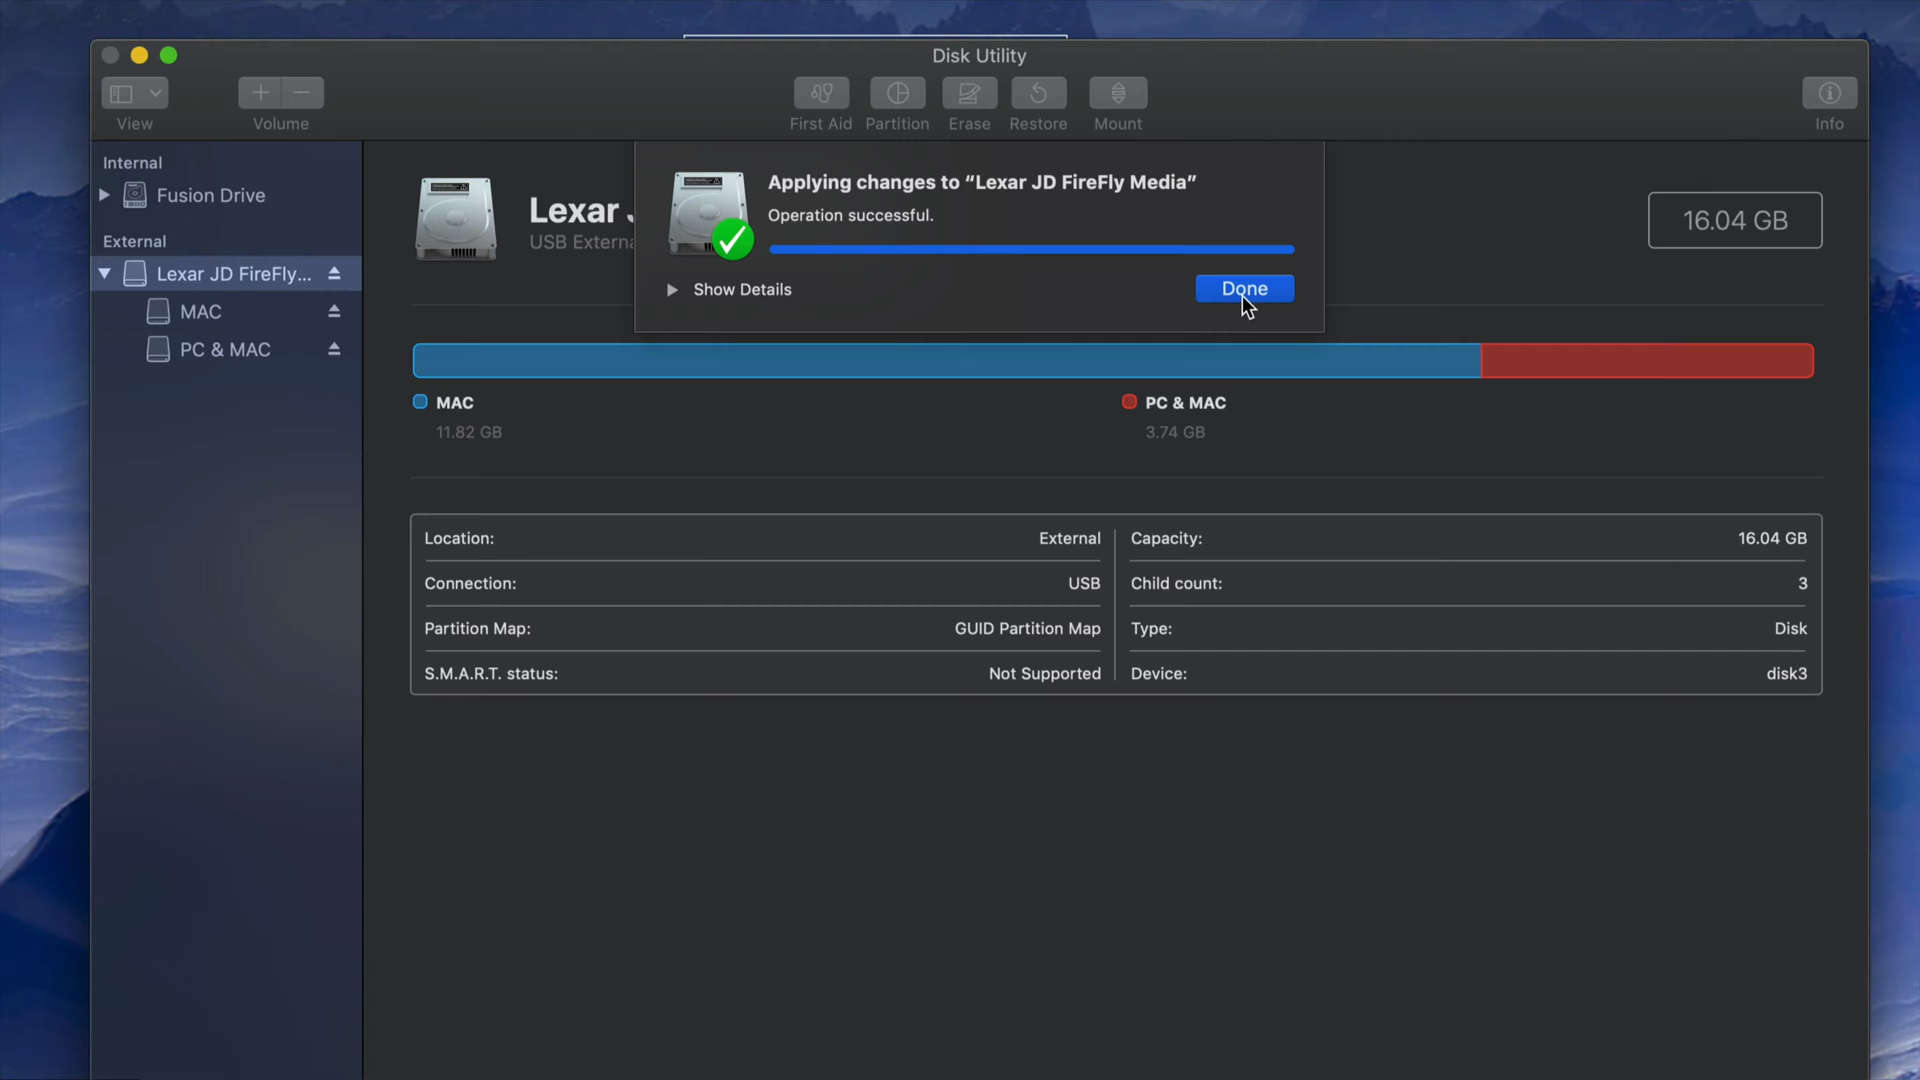 Disk Utility
View
Volume
First Aid
Partition
Erase
Restore
Mount
Info
Internal
Fusion Drive
External
Lexar JD FireFly...
MAC
PC & MAC
Lexar
USB Externa
16.04 GB
Applying changes to “Lexar JD FireFly Media”
Operation successful.
Show Details
Done
MAC
11.82 GB
PC & MAC
3.74 GB
Location: External
Connection: USB
Partition Map: GUID Partition Map
S.M.A.R.T. status: Not Supported
Capacity: 16.04 GB
Child count: 3
Type: Disk
Device: disk3